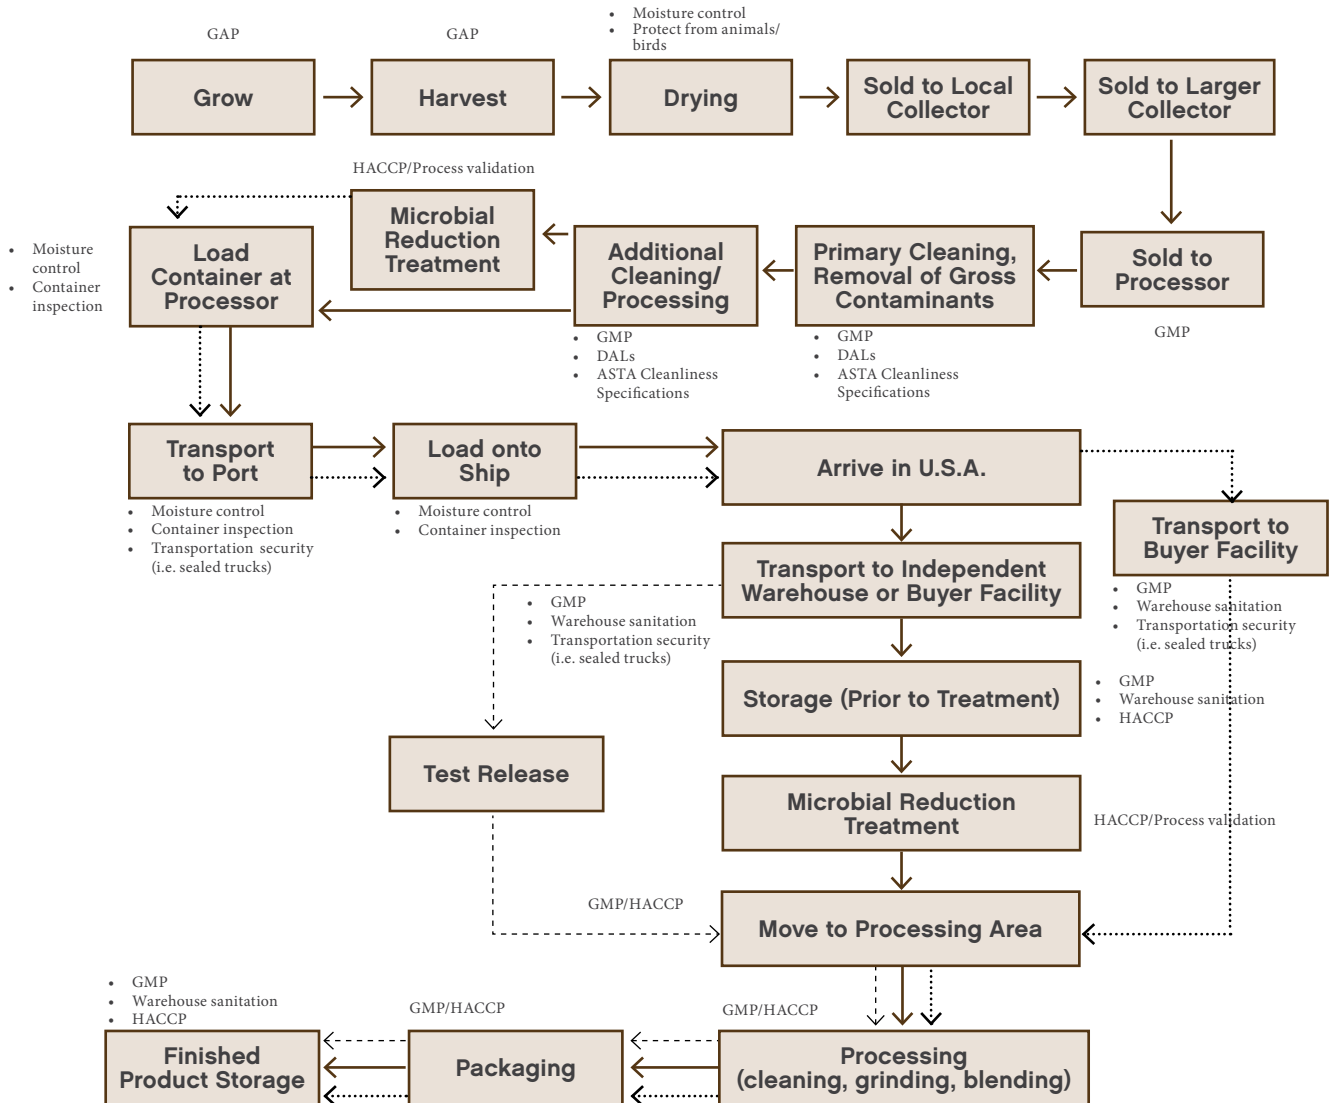 GAP
GAP
• Moisture control
• Protect from animals/
birds
Grow
Harvest
Drying
Sold to Local
Collector
Sold to Larger
Collector
HACCP/Process validation
• Moisture
control
• Container
inspection
Load
Container at
Processor
Microbial
Reduction
Treatment
Additional
Cleaning/
Processing
Primary Cleaning,
Removal of Gross
Contaminants
Sold to
Processor
GMP
• GMP
• DALs
• ASTA Cleanliness
Specifications
• GMP
• DALs
• ASTA Cleanliness
Specifications
Transport
to Port
Load onto
Ship
Arrive in U.S.A.
• Moisture control
• Container inspection
• Transportation security
(i.e. sealed trucks)
• Moisture control
• Container inspection
Transport to
Buyer Facility
Transport to Independent
Warehouse or Buyer Facility
• GMP
• Warehouse sanitation
• Transportation security
(i.e. sealed trucks)
• GMP
• Warehouse sanitation
• Transportation security
(i.e. sealed trucks)
Storage (Prior to Treatment)
• GMP
• Warehouse sanitation
• HACCP
Test Release
Microbial Reduction
Treatment
HACCP/Process validation
GMP/HACCP
Move to Processing Area
• GMP
• Warehouse sanitation
• HACCP
GMP/HACCP
GMP/HACCP
Finished
Product Storage
Packaging
Processing
(cleaning, grinding, blending)